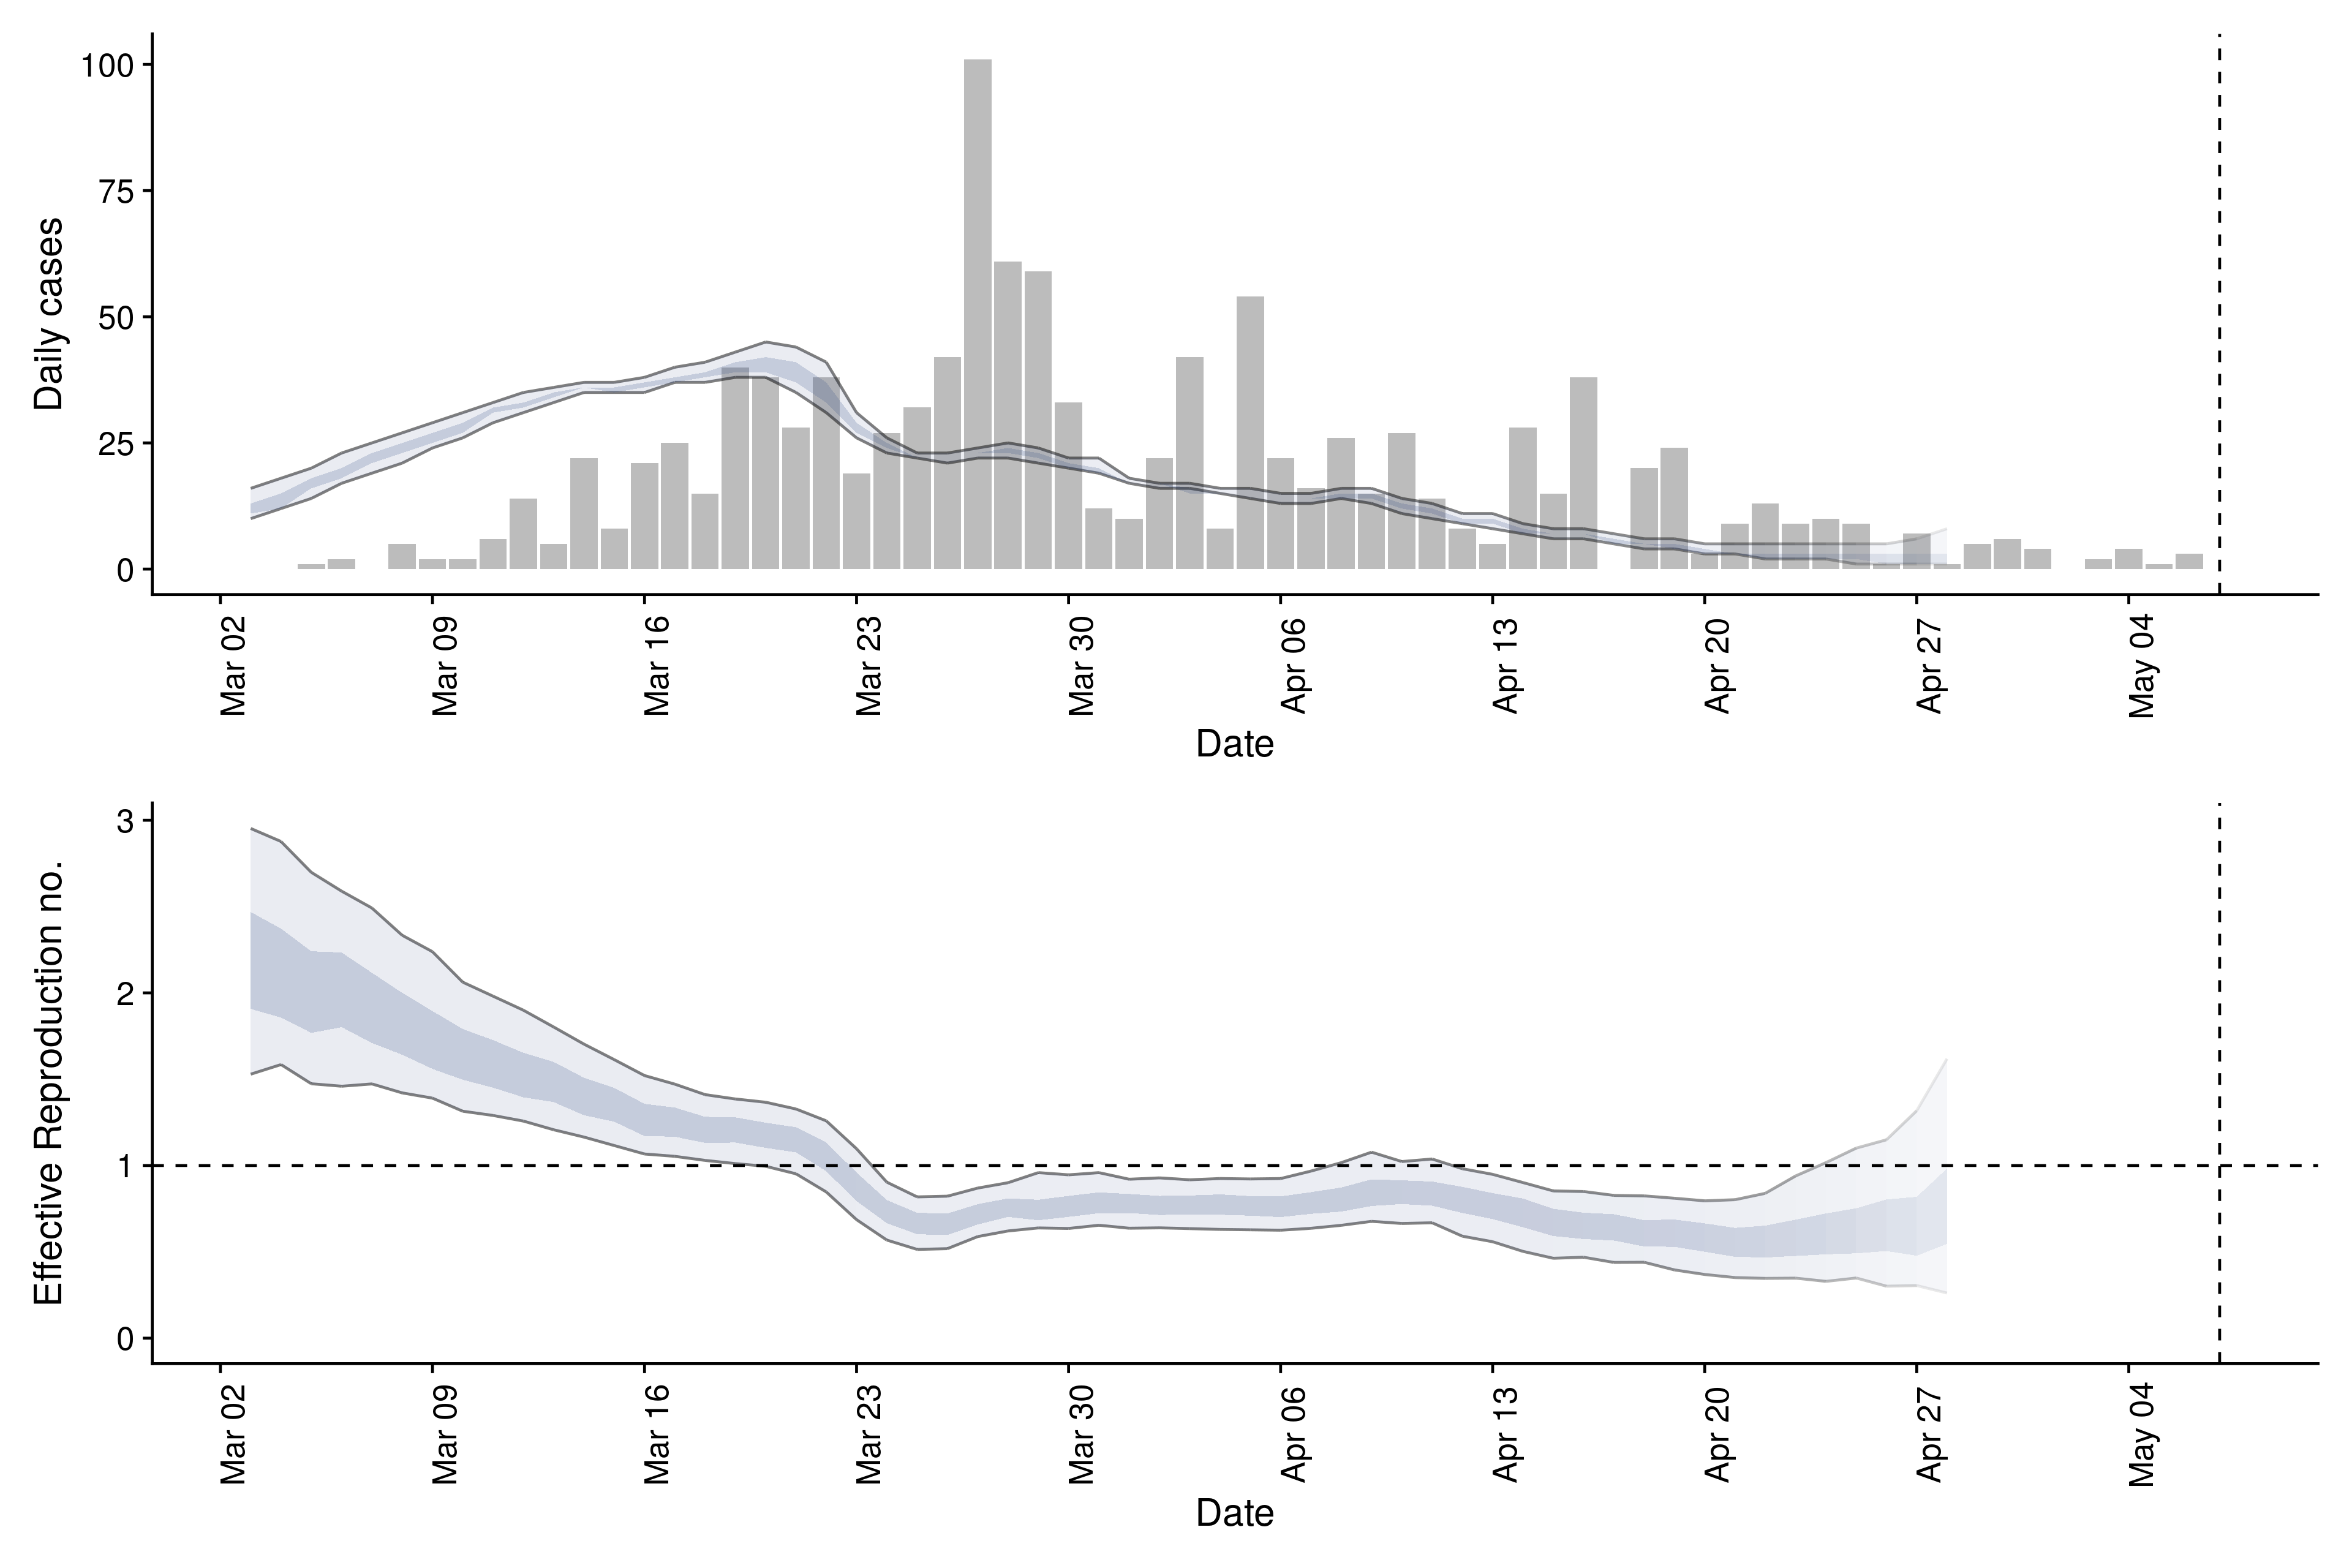 Daily cases
100
75
50
25
0
Mar 02
Mar 09
Mar 16
Mar 23
Mar 30
Apr 06
Apr 13
Apr 20
Apr 27
May 04
Date
Effective Reproduction no.
3
2
1
0
Mar 02
Mar 09
Mar 16
Mar 23
Mar 30
Apr 06
Apr 13
Apr 20
Apr 27
May 04
Date